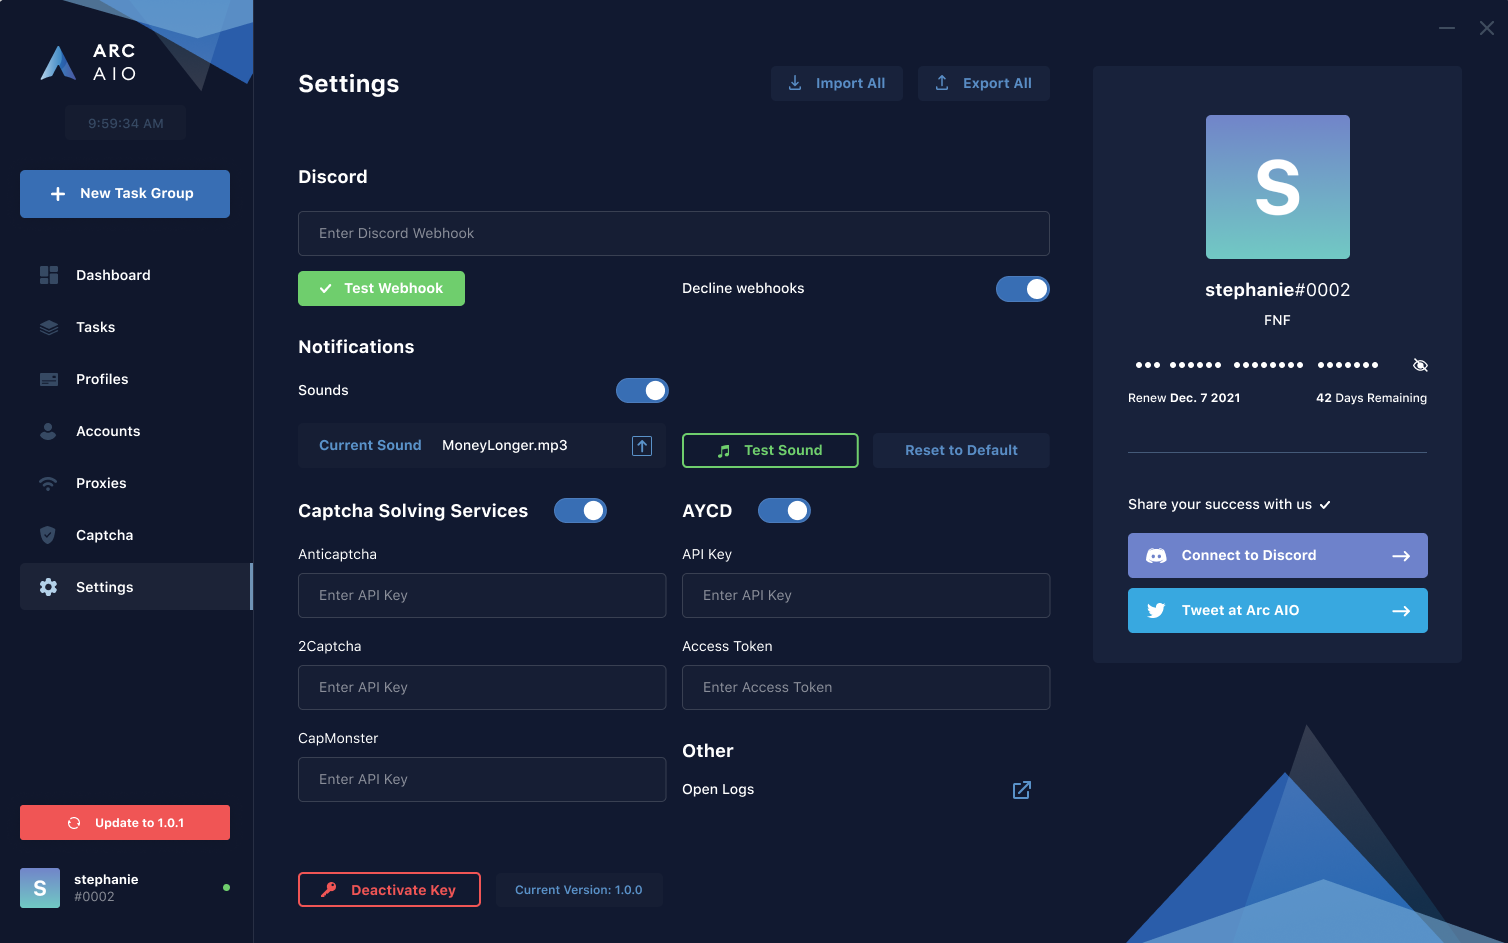 ARC
AIO
9:59:34 AM
New Task Group
Dashboard
Tasks
Profiles
Accounts
Proxies
Captcha
Settings
Update to 1.0.1
S
stephanie
#0002
Settings
Import All
Export All
Discord
Enter Discord Webhook
Test Webhook
Decline webhooks
Notifications
Sounds
Current Sound MoneyLonger.mp3
Test Sound
Reset to Default
Captcha Solving Services
Anticaptcha
Enter API Key
2Captcha
Enter API Key
CapMonster
Enter API Key
AYCD
API Key
Enter API Key
Access Token
Enter Access Token
Other
Open Logs
Deactivate Key
Current Version: 1.0.0
S
stephanie#0002
FNF
Renew Dec. 7 2021
42 Days Remaining
Share your success with us
Connect to Discord
Tweet at Arc AIO